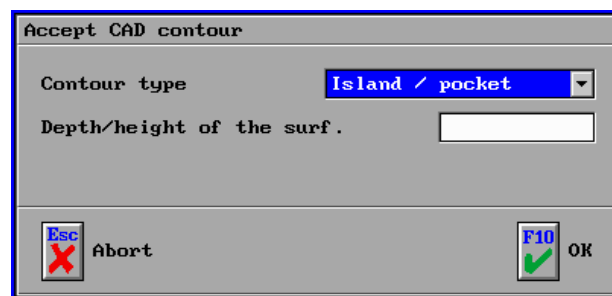 Accept CAD contour
Contour type Island / pocket
Depth/height of the surf.
Esc Abort F10 OK